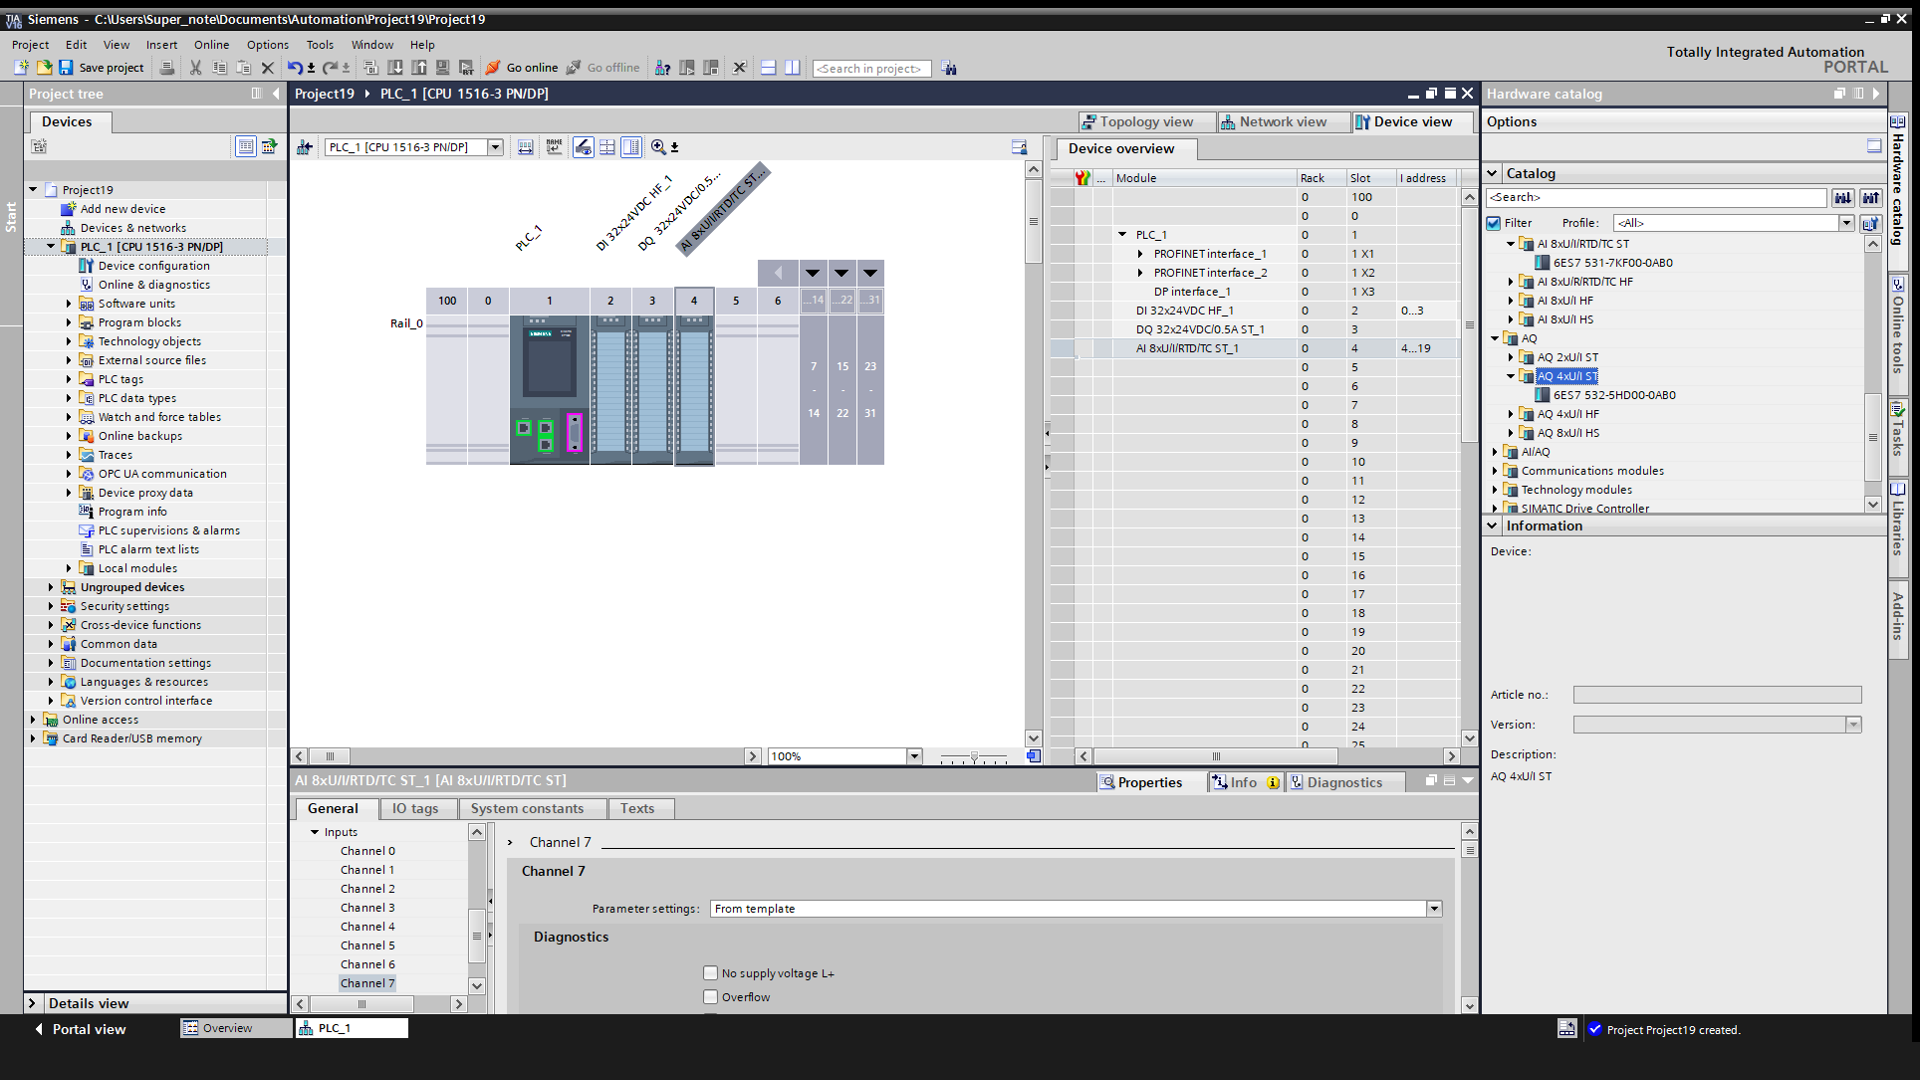 Siemens - C:\Users\Super_note\Documents\Automation\Project19\Project19
Project Edit View Insert Online Options Tools Window Help
Totally Integrated Automation
PORTAL
Save project
Go online
Go offline
<Search in project>
Project tree
Project19 PLC_1 [CPU 1516-3 PN/DP]
Hardware catalog
Devices
Topology view
Network view
Device view
Options
PLC_1 [CPU 1516-3 PN/DP]
Start
Project19
Add new device
Devices & networks
PLC_1 [CPU 1516-3 PN/DP]
Device configuration
Online & diagnostics
Software units
Program blocks
Technology objects
External source files
PLC tags
PLC data types
Watch and force tables
Online backups
Traces
OPC UA communication
Device proxy data
Program info
PLC supervisions & alarms
PLC alarm text lists
Local modules
Ungrouped devices
Security settings
Cross-device functions
Common data
Documentation settings
Languages & resources
Version control interface
Online access
Card Reader/USB memory
Details view
PLC_1
DI 32x24VDC HF_1
DQ 32x24VDC/0.5...
AI 8xU/I/RTD/TC ST...
100 0 1 2 3 4 5 6 ...14 ...22 ...31
Rail_0
7 15 23
- - -
14 22 31
SIEMENS
100%
Device overview
... Module Rack Slot I address
0 100
0 0
PLC_1 0 1
PROFINET interface_1 0 1 X1
PROFINET interface_2 0 1 X2
DP interface_1 0 1 X3
DI 32x24VDC HF_1 0 2 0...3
DQ 32x24VDC/0.5A ST_1 0 3
AI 8xU/I/RTD/TC ST_1 0 4 4...19
0 5
0 6
0 7
0 8
0 9
0 10
0 11
0 12
0 13
0 14
0 15
0 16
0 17
0 18
0 19
0 20
0 21
0 22
0 23
0 24
0 25
Catalog
<Search>
Filter Profile: <All>
AI 8xU/I/RTD/TC ST
6ES7 531-7KF00-0AB0
AI 8xU/R/RTD/TC HF
AI 8xU/I HF
AI 8xU/I HS
AQ
AQ 2xU/I ST
AQ 4xU/I ST
6ES7 532-5HD00-0AB0
AQ 4xU/I HF
AQ 8xU/I HS
AI/AQ
Communications modules
Technology modules
SIMATIC Drive Controller
Information
Device:
Article no.:
Version:
Description:
AQ 4xU/I ST
Hardware catalog
Online tools
Tasks
Libraries
Add-ins
AI 8xU/I/RTD/TC ST_1 [AI 8xU/I/RTD/TC ST]
Properties
Info
Diagnostics
General
IO tags
System constants
Texts
Inputs
Channel 0
Channel 1
Channel 2
Channel 3
Channel 4
Channel 5
Channel 6
Channel 7
Channel 7
Channel 7
Parameter settings: From template
Diagnostics
No supply voltage L+
Overflow
Portal view
Overview
PLC_1
Project Project19 created.